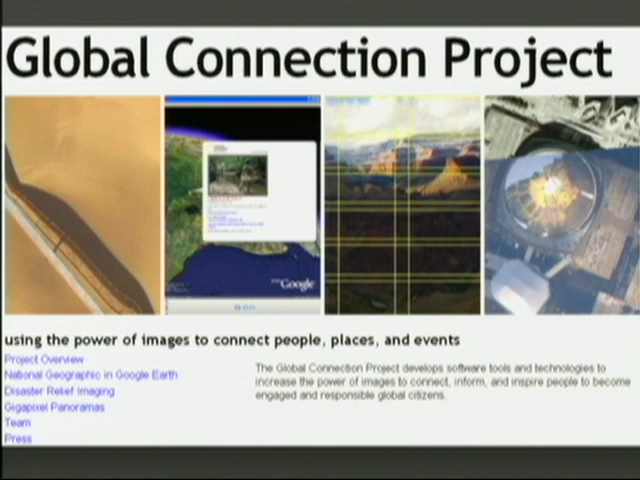 Global Connection Project
Google
using the power of images to connect people, places, and events
Project Overview
National Geographic in Google Earth
Disaster Relief Imaging
Gigapixel Panoramas
Team
Press
The Global Connection Project develops software tools and technologies to
increase the power of images to connect, inform, and inspire people to become
engaged and responsible global citizens.